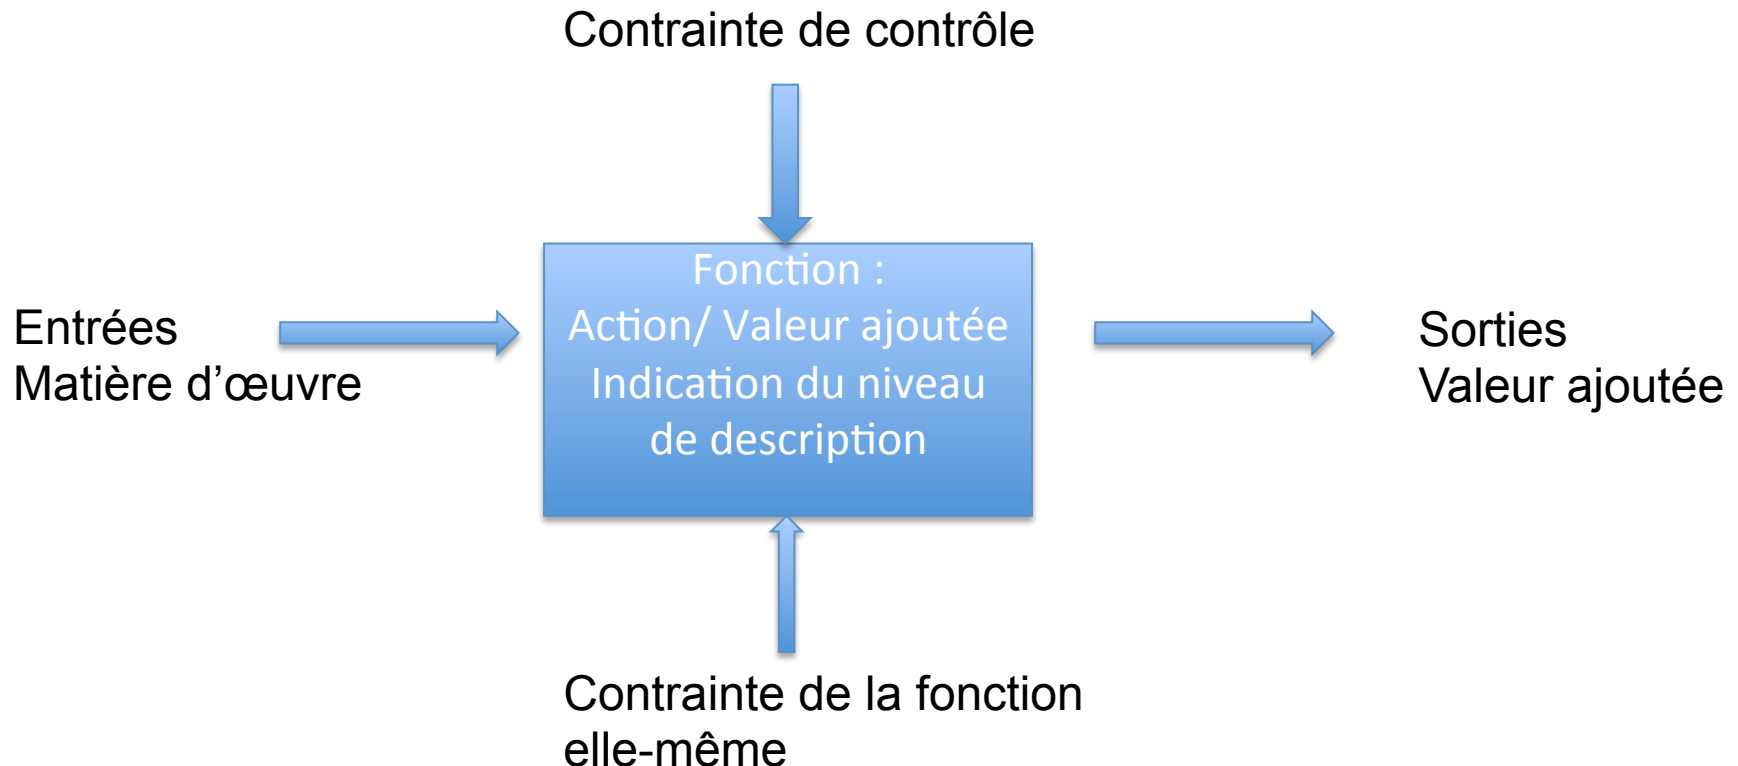 Contrainte de contrôle
Fonction :
Action/ Valeur ajoutée
Indication du niveau
de description
Entrées
Matière d’œuvre
Sorties
Valeur ajoutée
Contrainte de la fonction
elle-même